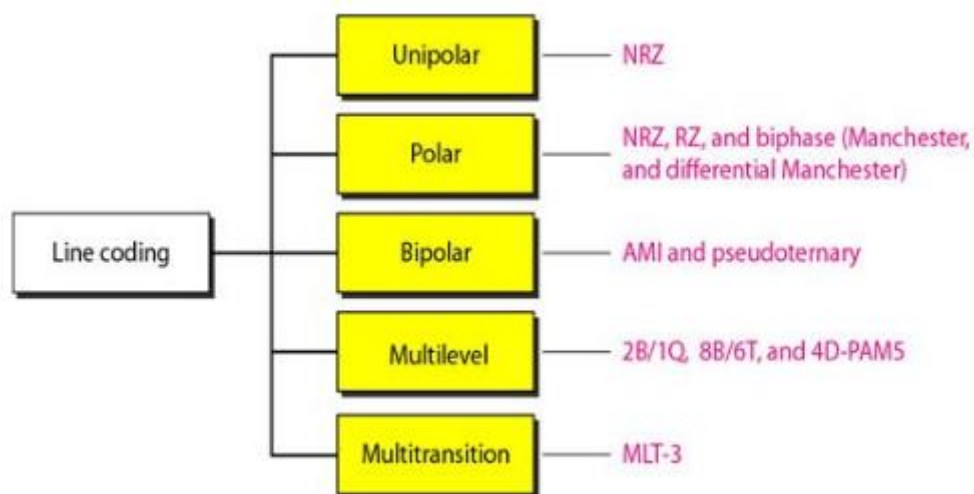 Unipolar
NRZ
Polar
NRZ, RZ, and biphase (Manchester,
and differential Manchester)
Line coding
Bipolar
AMI and pseudoternary
Multilevel
2B/1Q, 8B/6T, and 4D-PAM5
Multitransition
MLT-3